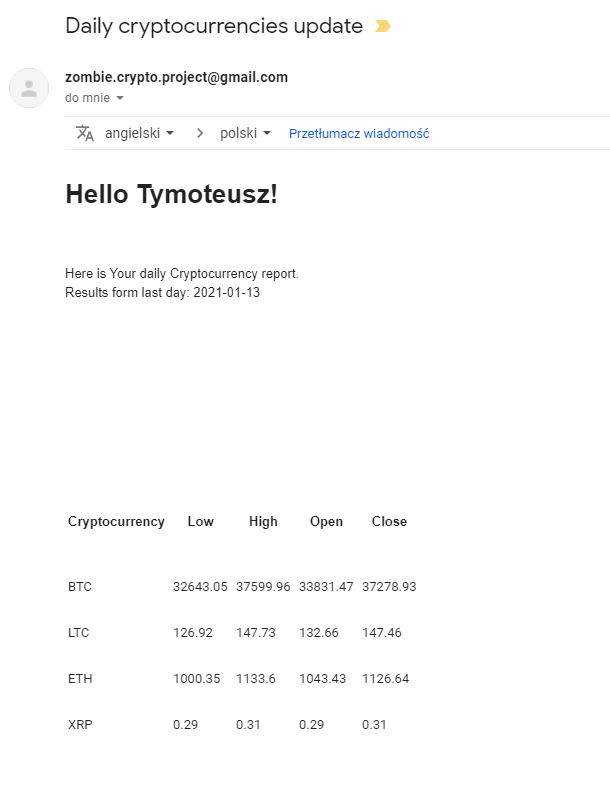 Daily cryptocurrencies update
zombie.crypto.project@gmail.com
do mnie
angielski polski Przetłumacz wiadomość
Hello Tymoteusz!
Here is Your daily Cryptocurrency report.
Results form last day: 2021-01-13
Cryptocurrency Low High Open Close
BTC 32643.05 37599.96 33831.47 37278.93
LTC 126.92 147.73 132.66 147.46
ETH 1000.35 1133.6 1043.43 1126.64
XRP 0.29 0.31 0.29 0.31